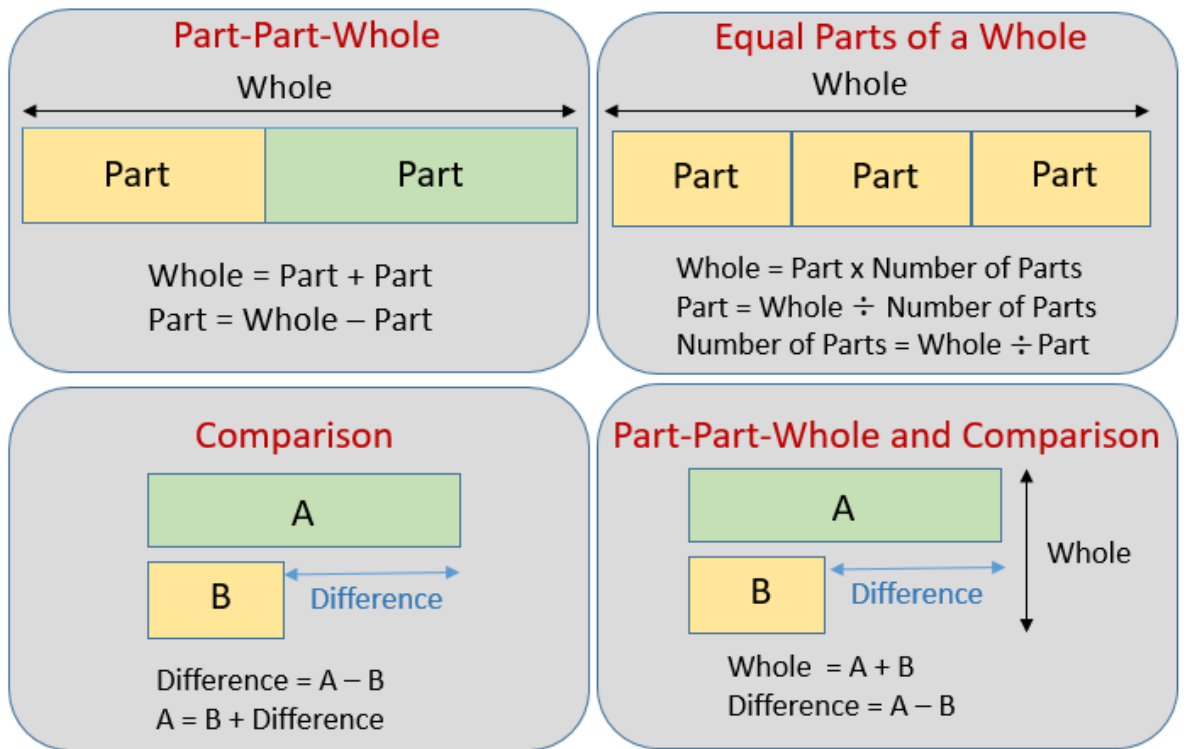 Part-Part-Whole
Whole
Part Part
Whole = Part + Part
Part = Whole – Part
Equal Parts of a Whole
Whole
Part Part Part
Whole = Part x Number of Parts
Part = Whole ÷ Number of Parts
Number of Parts = Whole ÷ Part
Comparison
A
B Difference
Difference = A – B
A = B + Difference
Part-Part-Whole and Comparison
A
Whole
B Difference
Whole = A + B
Difference = A – B